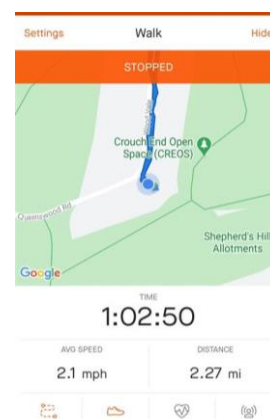 Settings Walk Hide
STOPPED
Crouch End Open
Space (CREOS)
Queenswood Rd
Shepherd's Hill
Allotments
Google
TIME
1:02:50
AVG SPEED DISTANCE
2.1 mph 2.27 mi